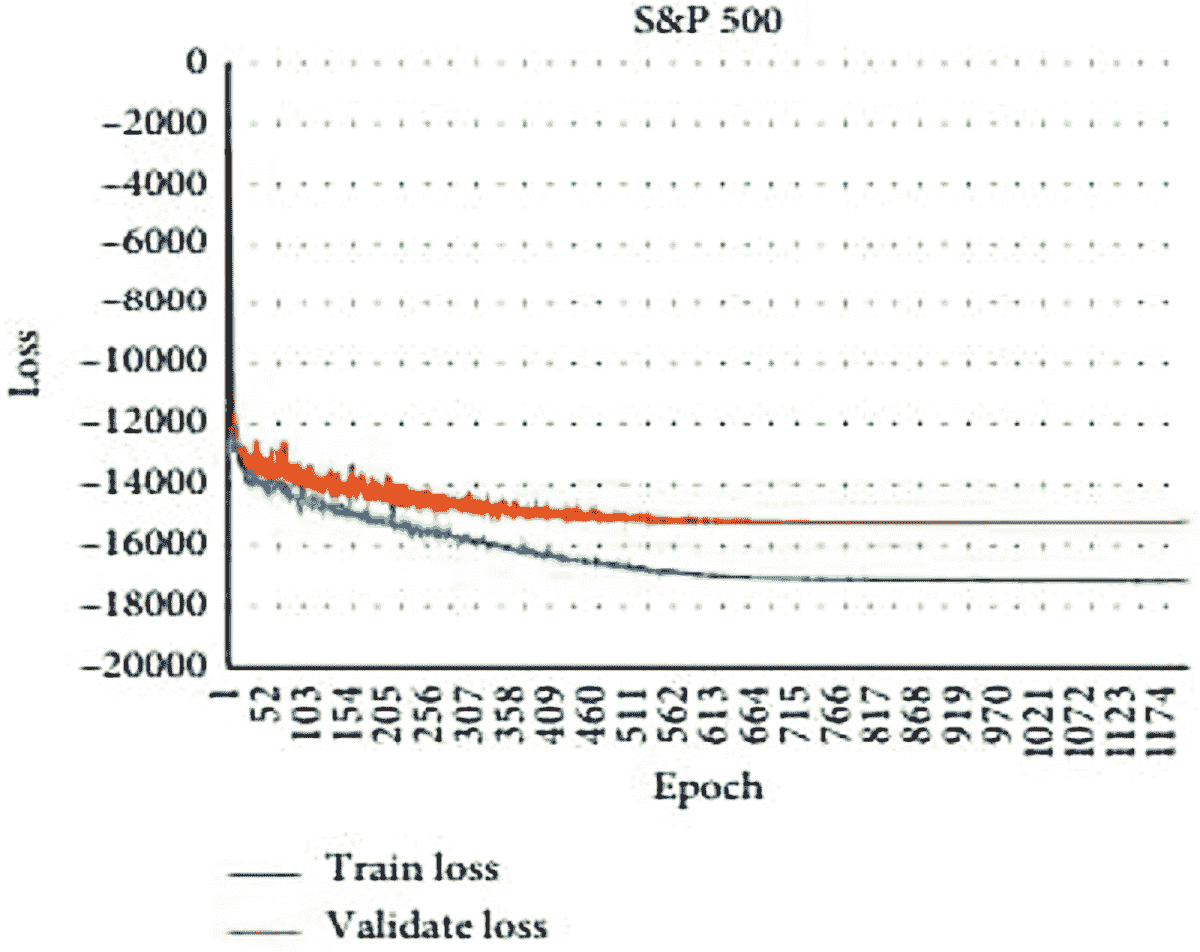 S&P 500
0
–2000
–4000
–6000
–8000
–10000
–12000
–14000
–16000
–18000
–20000
Loss
1 52 103 154 205 256 307 358 409 460 511 562 613 664 715 766 817 868 919 970 1021 1072 1123 1174
Epoch
Train loss
Validate loss